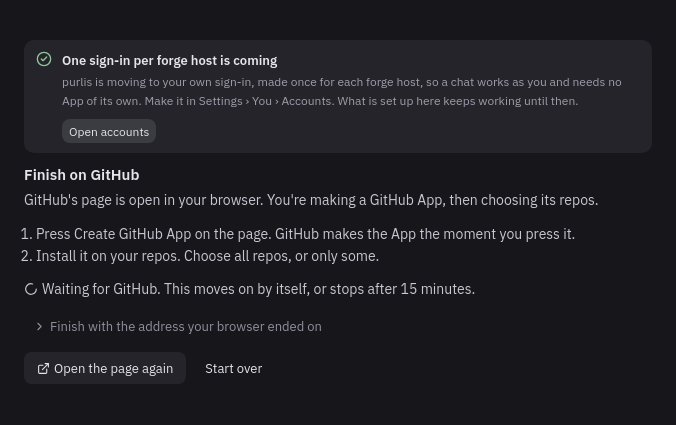 One sign-in per forge host is coming
purlis is moving to your own sign-in, made once for each forge host, so a chat works as you and needs no
App of its own. Make it in Settings › You › Accounts. What is set up here keeps working until then.
Open accounts
Finish on GitHub
GitHub's page is open in your browser. You're making a GitHub App, then choosing its repos.
1. Press Create GitHub App on the page. GitHub makes the App the moment you press it.
2. Install it on your repos. Choose all repos, or only some.
Waiting for GitHub. This moves on by itself, or stops after 15 minutes.
Finish with the address your browser ended on
Open the page again
Start over